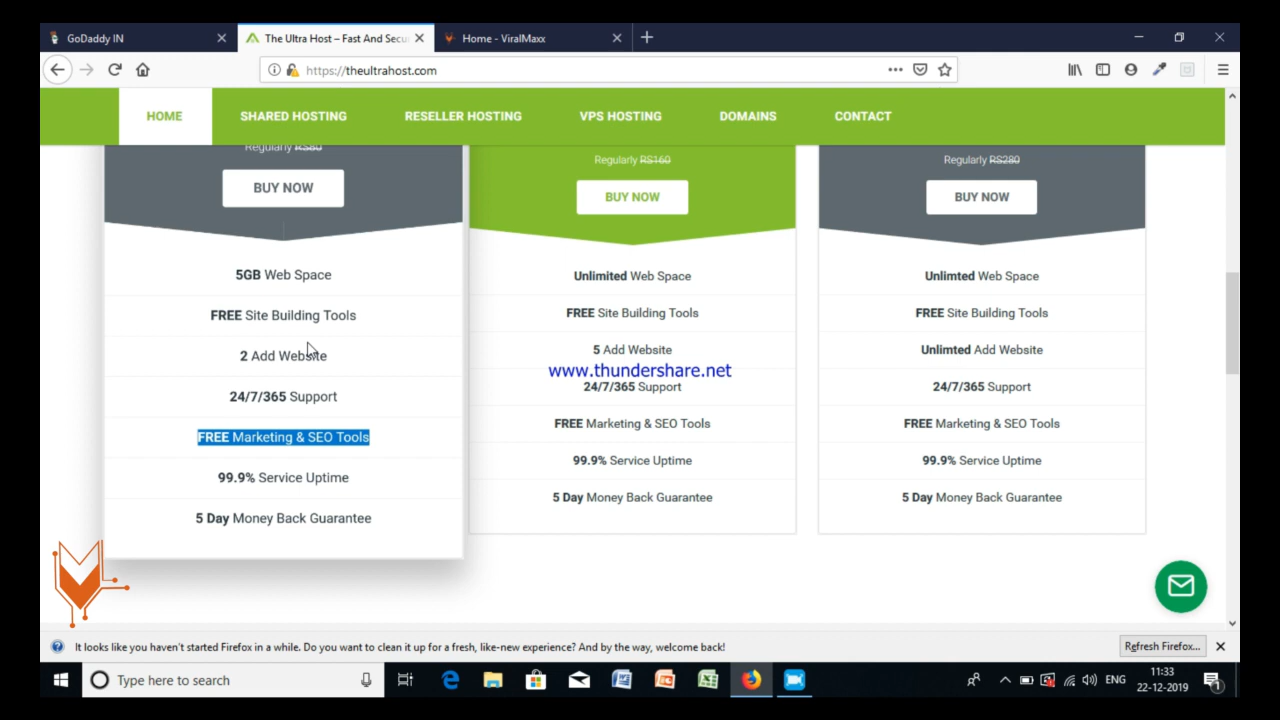 GoDaddy IN
The Ultra Host – Fast And Secu
Home - ViralMaxx
https://theultrahost.com
HOME
SHARED HOSTING
RESELLER HOSTING
VPS HOSTING
DOMAINS
CONTACT
Regularly RS80
BUY NOW
5GB Web Space
FREE Site Building Tools
2 Add Website
24/7/365 Support
FREE Marketing & SEO Tools
99.9% Service Uptime
5 Day Money Back Guarantee
Regularly RS160
BUY NOW
Unlimited Web Space
FREE Site Building Tools
5 Add Website
www.thundershare.net
24/7/365 Support
FREE Marketing & SEO Tools
99.9% Service Uptime
5 Day Money Back Guarantee
Regularly RS280
BUY NOW
Unlimted Web Space
FREE Site Building Tools
Unlimted Add Website
24/7/365 Support
FREE Marketing & SEO Tools
99.9% Service Uptime
5 Day Money Back Guarantee
It looks like you haven't started Firefox in a while. Do you want to clean it up for a fresh, like-new experience? And by the way, welcome back!
Refresh Firefox...
Type here to search
ENG
11:33
22-12-2019